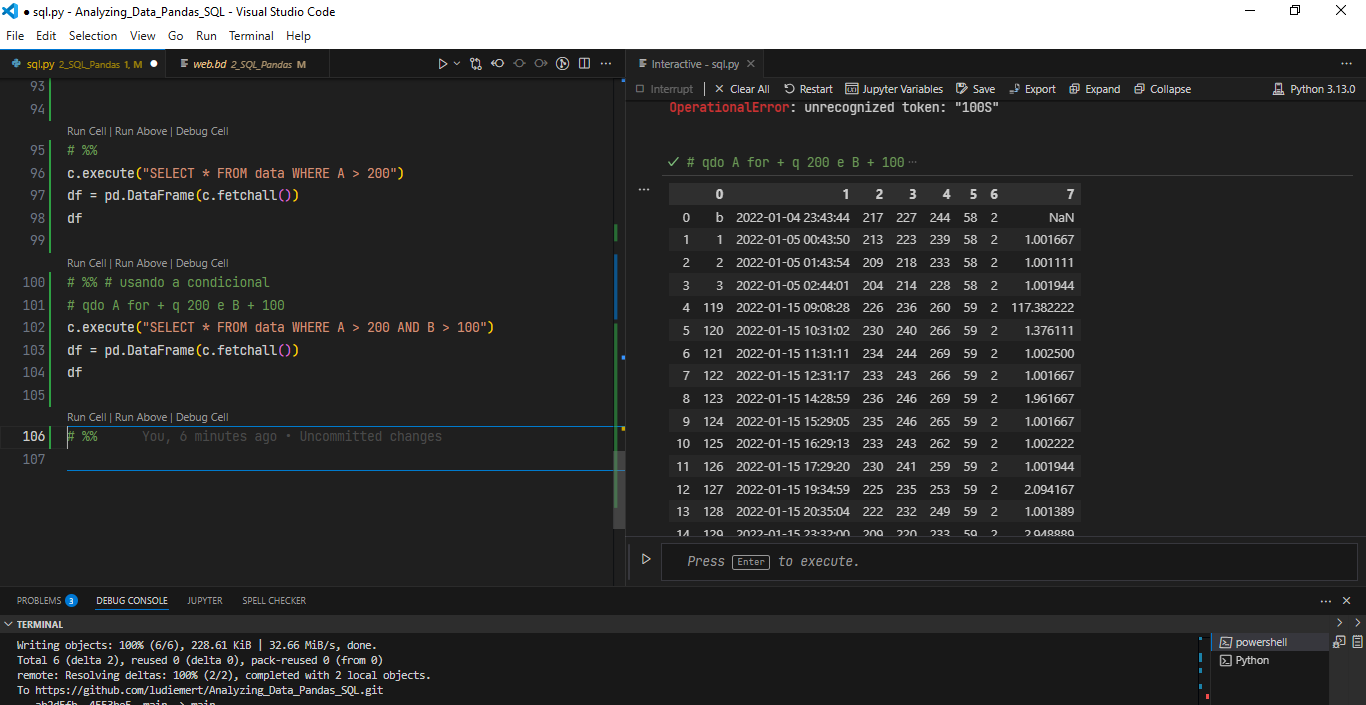 ● sql.py - Analyzing_Data_Pandas_SQL - Visual Studio Code
File Edit Selection View Go Run Terminal Help
sql.py 2_SQL_Pandas 1, M ●
web.bd 2_SQL_Pandas M
93
94
Run Cell | Run Above | Debug Cell
95 # %%
96 c.execute("SELECT * FROM data WHERE A > 200")
97 df = pd.DataFrame(c.fetchall())
98 df
99
Run Cell | Run Above | Debug Cell
100 # %% # usando a condicional
101 # qdo A for + q 200 e B + 100
102 c.execute("SELECT * FROM data WHERE A > 200 AND B > 100")
103 df = pd.DataFrame(c.fetchall())
104 df
105
Run Cell | Run Above | Debug Cell
106 # %% You, 6 minutes ago • Uncommitted changes
107
Interactive - sql.py
Interrupt | Clear All Restart Jupyter Variables Save Export Expand Collapse Python 3.13.0
OperationalError: unrecognized token: "100S"
# qdo A for + q 200 e B + 100 ···
0 1 2 3 4 5 6 7
0 b 2022-01-04 23:43:44 217 227 244 58 2 NaN
1 1 2022-01-05 00:43:50 213 223 239 58 2 1.001667
2 2 2022-01-05 01:43:54 209 218 233 58 2 1.001111
3 3 2022-01-05 02:44:01 204 214 228 58 2 1.001944
4 119 2022-01-15 09:08:28 226 236 260 59 2 117.382222
5 120 2022-01-15 10:31:02 230 240 266 59 2 1.376111
6 121 2022-01-15 11:31:11 234 244 269 59 2 1.002500
7 122 2022-01-15 12:31:17 233 243 266 59 2 1.001667
8 123 2022-01-15 14:28:59 236 246 269 59 2 1.961667
9 124 2022-01-15 15:29:05 235 246 265 59 2 1.001667
10 125 2022-01-15 16:29:13 233 243 262 59 2 1.002222
11 126 2022-01-15 17:29:20 230 241 259 59 2 1.001944
12 127 2022-01-15 19:34:59 225 235 253 59 2 2.094167
13 128 2022-01-15 20:35:04 222 232 249 59 2 1.001389
14 129 2022-01-15 23:32:00 209 220 233 59 2 2.948889
Press Enter to execute.
PROBLEMS 3 DEBUG CONSOLE JUPYTER SPELL CHECKER
TERMINAL
Writing objects: 100% (6/6), 228.61 KiB | 32.66 MiB/s, done.
Total 6 (delta 2), reused 0 (delta 0), pack-reused 0 (from 0)
remote: Resolving deltas: 100% (2/2), completed with 2 local objects.
To https://github.com/ludiemert/Analyzing_Data_Pandas_SQL.git
main -> main
powershell
Python